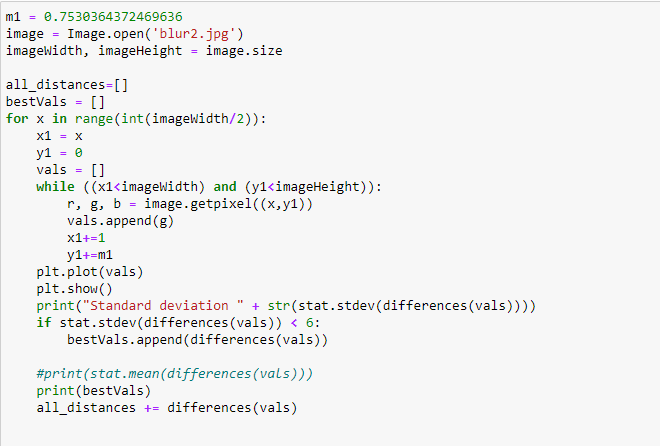 m1 = 0.7530364372469636
image = Image.open('blur2.jpg')
imageWidth, imageHeight = image.size
all_distances=[]
bestVals = []
for x in range(int(imageWidth/2)):
    x1 = x
    y1 = 0
    vals = []
    while ((x1<imageWidth) and (y1<imageHeight)):
        r, g, b = image.getpixel((x,y1))
        vals.append(g)
        x1+=1
        y1+=m1
    plt.plot(vals)
    plt.show()
    print("Standard deviation " + str(stat.stdev(differences(vals))))
    if stat.stdev(differences(vals)) < 6:
        bestVals.append(differences(vals))
    #print(stat.mean(differences(vals)))
    print(bestVals)
    all_distances += differences(vals)